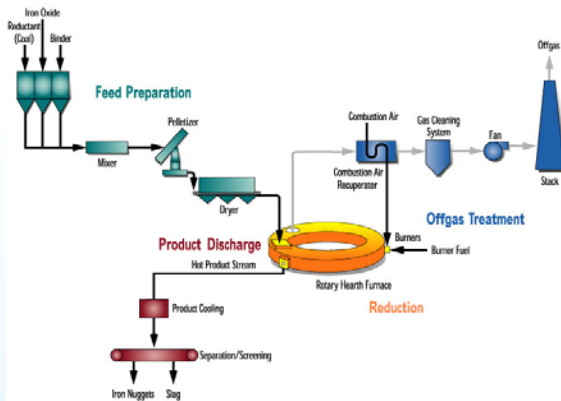 Iron Oxide
Reductant
(Coal)
Binder
Feed Preparation
Pelletizer
Mixer
Dryer
Combustion Air
Gas Cleaning
System
Fan
Offgas
Combustion Air
Recuperator
Stack
Offgas Treatment
Product Discharge
Burners
Burner Fuel
Hot Product Stream
Rotary Hearth Furnace
Reduction
Product Cooling
Separation/Screening
Iron Nuggets
Slag